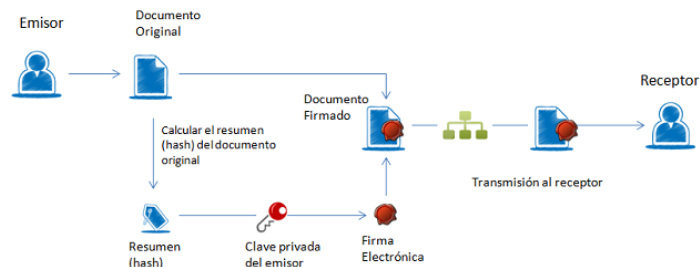 Emisor
Documento
Original
Documento
Firmado
Receptor
Calcular el resumen
(hash) del documento
original
Transmisión al receptor
Resumen
(hash)
Clave privada
del emisor
Firma
Electrónica